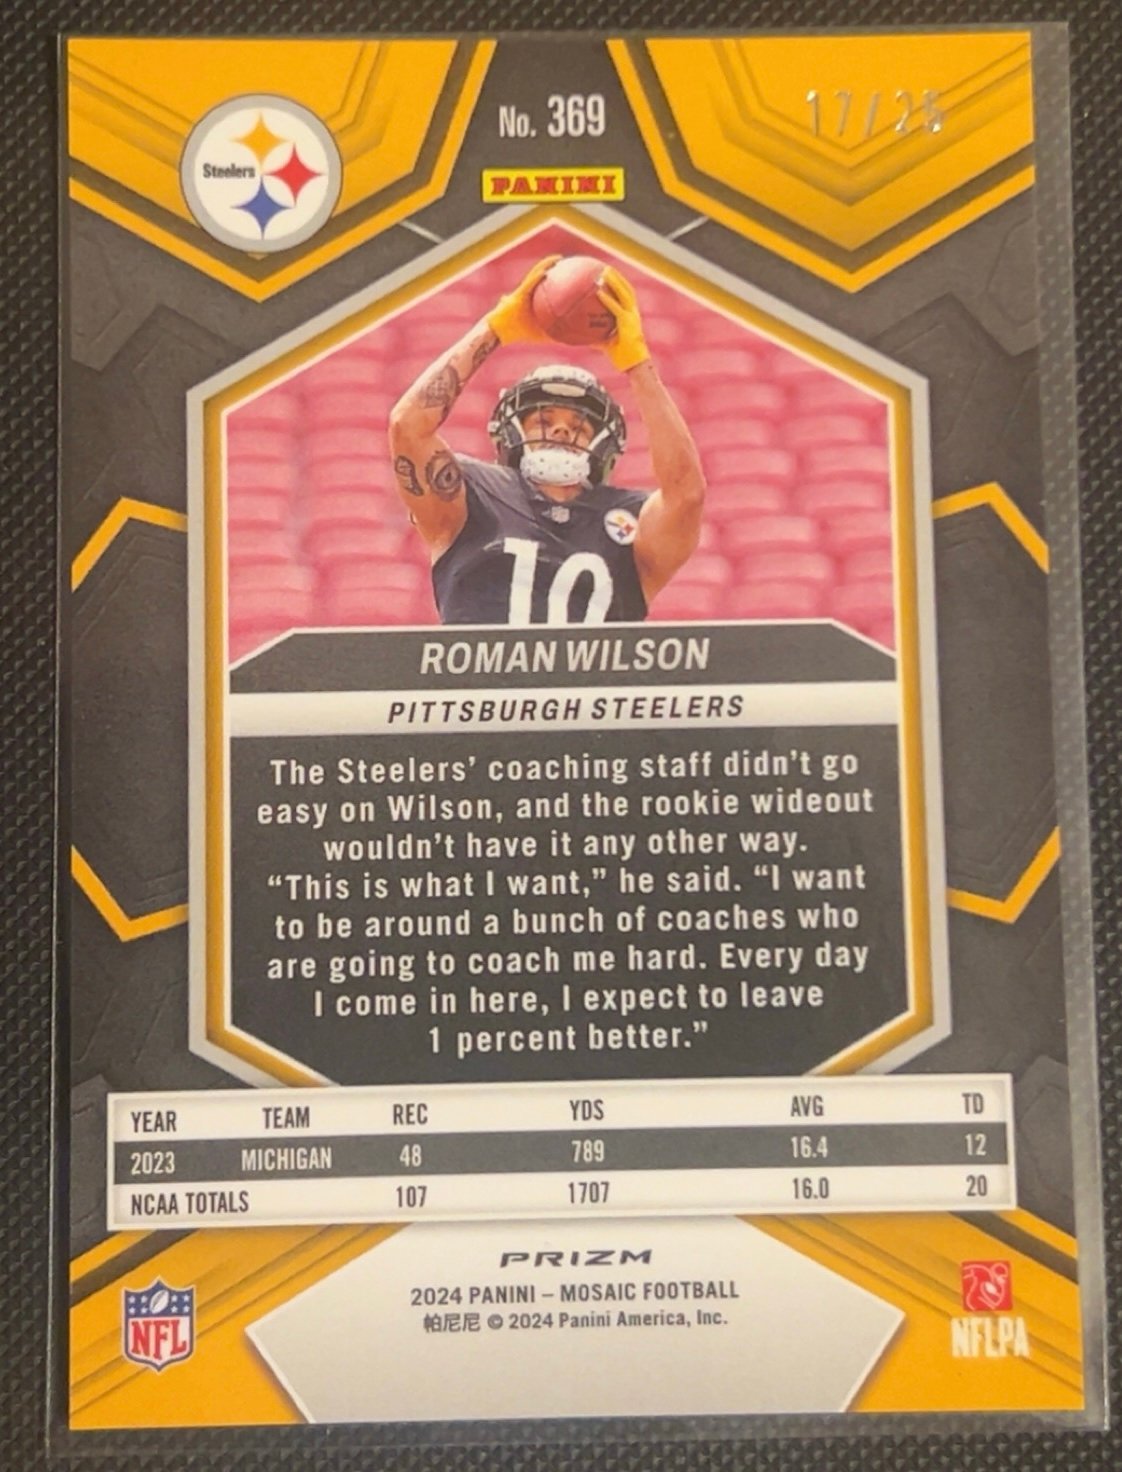 No. 369
17/25
Steelers
PANINI
10
ROMAN WILSON
PITTSBURGH STEELERS
The Steelers’ coaching staff didn’t go
easy on Wilson, and the rookie wideout
wouldn’t have it any other way.
“This is what I want,” he said. “I want
to be around a bunch of coaches who
are going to coach me hard. Every day
I come in here, I expect to leave
1 percent better.”
YEAR TEAM REC YDS AVG TD
2023 MICHIGAN 48 789 16.4 12
NCAA TOTALS 107 1707 16.0 20
PRIZM
2024 PANINI – MOSAIC FOOTBALL
帕尼尼 © 2024 Panini America, Inc.
NFL
NFLPA